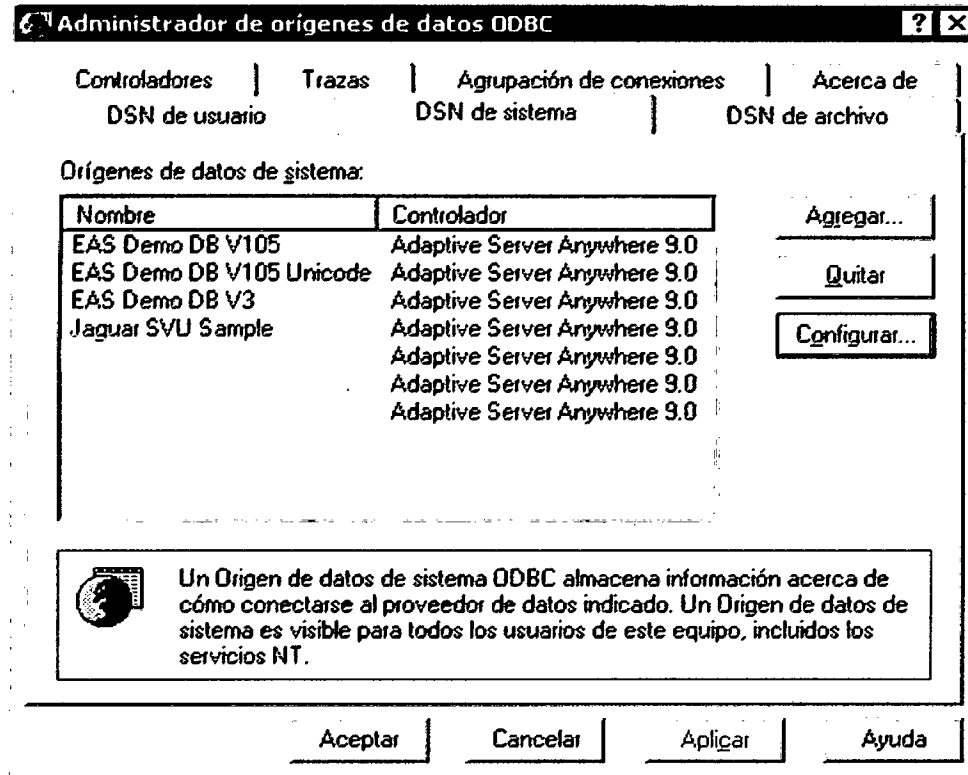 Administrador de orígenes de datos ODBC ? X
Controladores Trazas Agrupación de conexiones Acerca de
DSN de usuario DSN de sistema DSN de archivo
Orígenes de datos de sistema:
Nombre Controlador
EAS Demo DB V105 Adaptive Server Anywhere 9.0
EAS Demo DB V105 Unicode Adaptive Server Anywhere 9.0
EAS Demo DB V3 Adaptive Server Anywhere 9.0
Jaguar SVU Sample Adaptive Server Anywhere 9.0
Adaptive Server Anywhere 9.0
Adaptive Server Anywhere 9.0
Adaptive Server Anywhere 9.0
Agregar...
Quitar
Configurar...
Un Origen de datos de sistema ODBC almacena información acerca de
cómo conectarse al proveedor de datos indicado. Un Origen de datos de
sistema es visible para todos los usuarios de este equipo, incluidos los
servicios NT.
Aceptar Cancelar Aplicar Ayuda